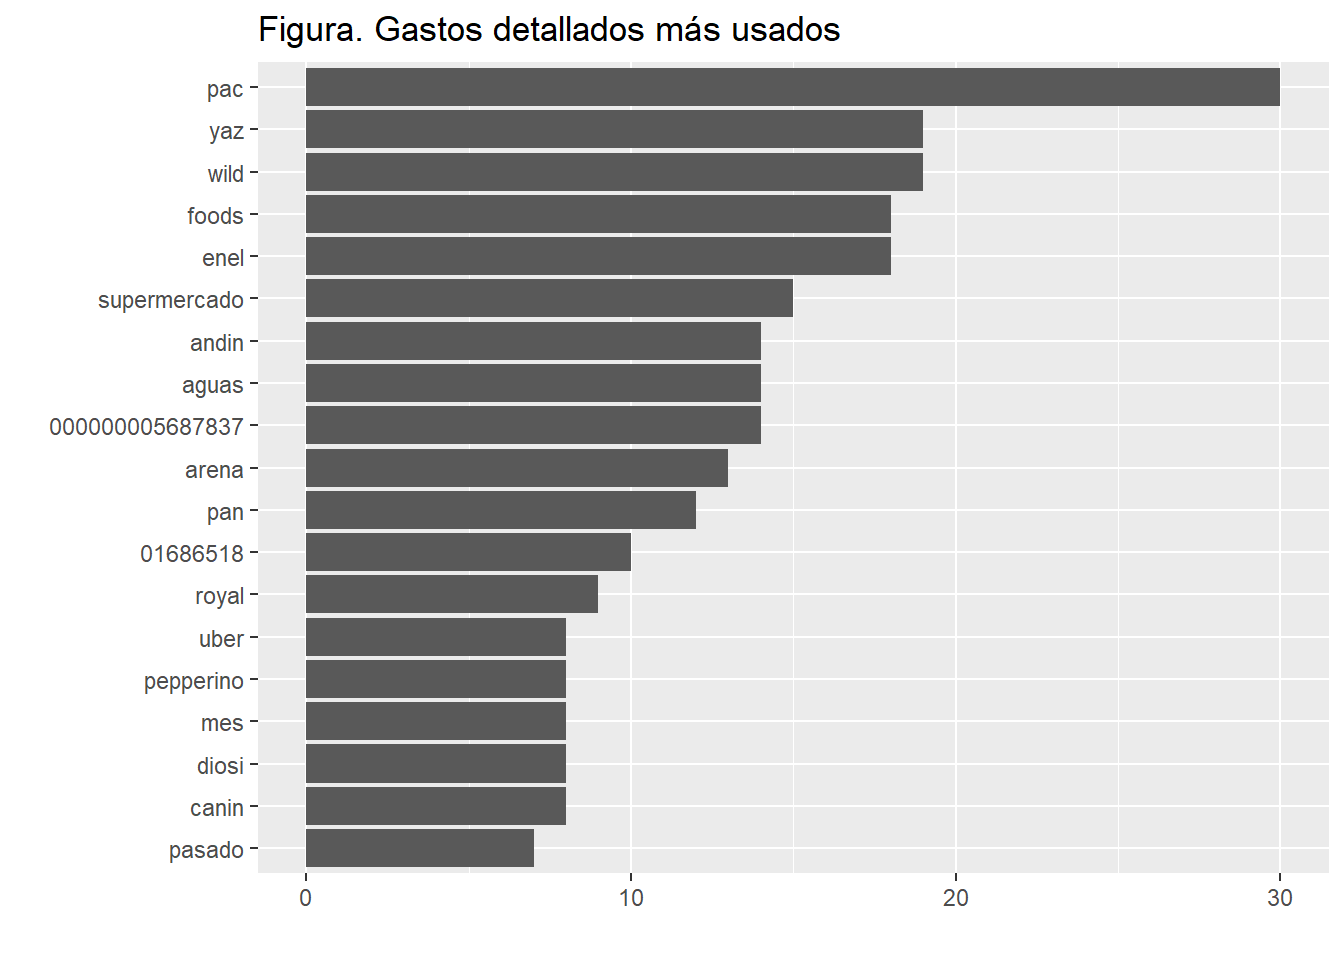 Figura. Gastos detallados más usados
pac
yaz
wild
foods
enel
supermercado
andin
aguas
000000005687837
arena
pan
01686518
royal
uber
pepperino
mes
diosi
canin
pasado
0 10 20 30